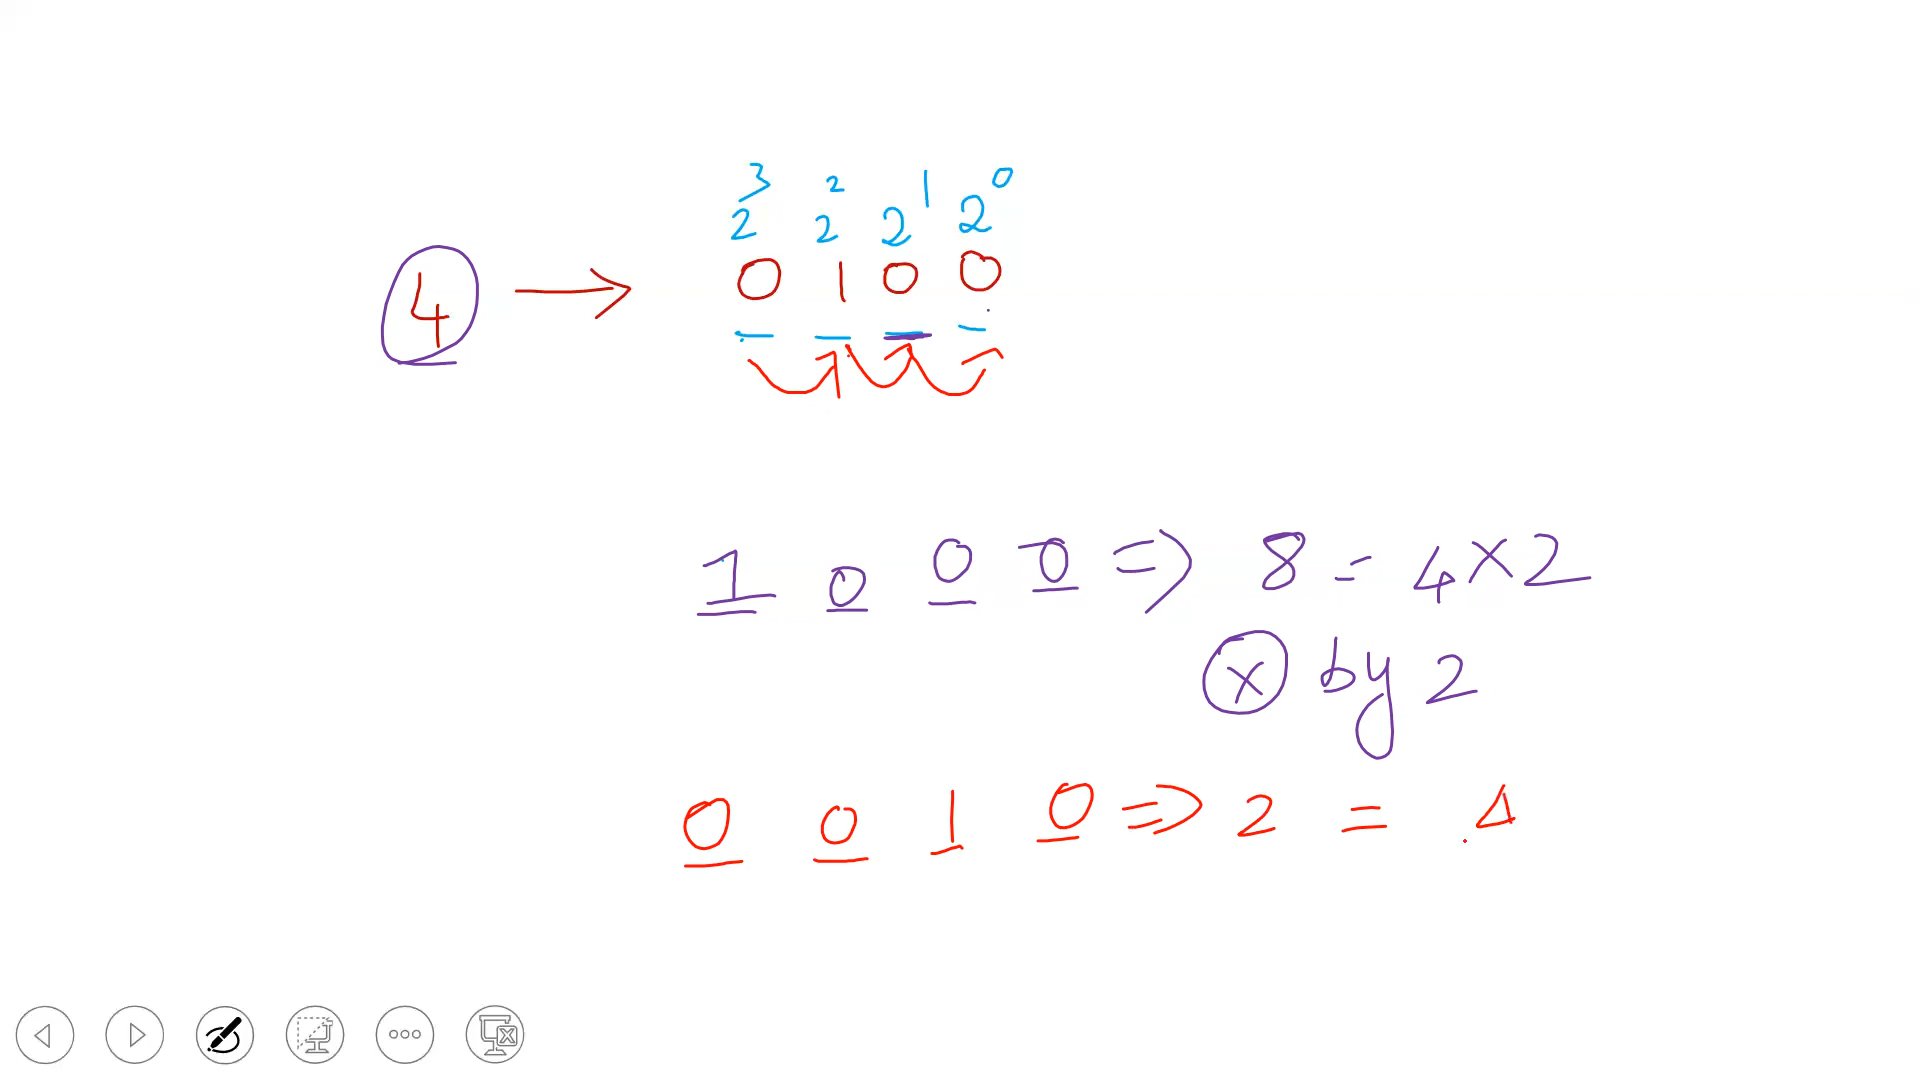 2³ 2² 2¹ 2⁰
4 → 0 1 0 0
1 0 0 0 ⇒ 8 = 4 × 2
× by 2
0 0 1 0 ⇒ 2 = 4